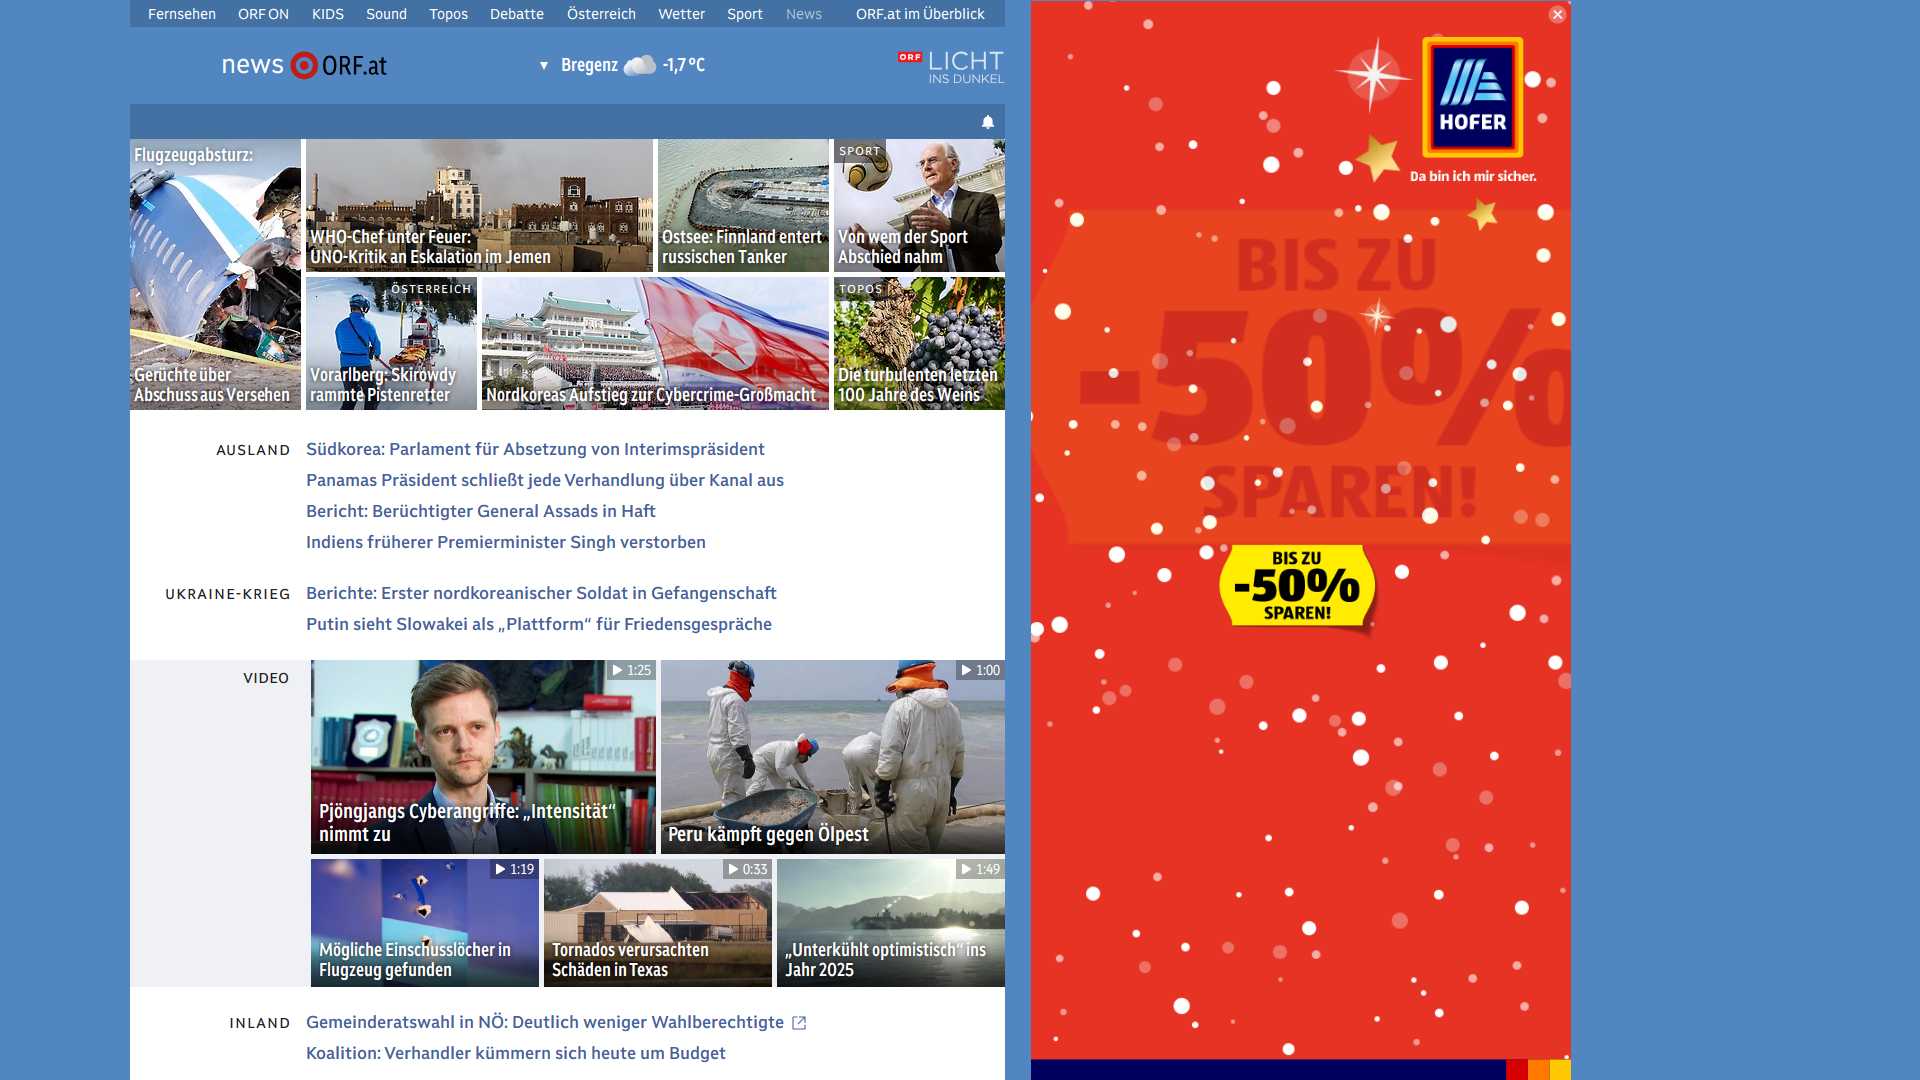 Fernsehen ORF ON KIDS Sound Topos Debatte Österreich Wetter Sport News ORF.at im Überblick
news ORF.at
Bregenz -1,7 °C
ORF LICHT
INS DUNKEL
Flugzeugabsturz:
Gerüchte über
Abschuss aus Versehen
WHO-Chef unter Feuer:
UNO-Kritik an Eskalation im Jemen
Ostsee: Finnland entert
russischen Tanker
SPORT
Von wem der Sport
Abschied nahm
ÖSTERREICH
Vorarlberg: Skirowdy
rammte Pistenretter
Nordkoreas Aufstieg zur Cybercrime-Großmacht
TOPOS
Die turbulenten letzten
100 Jahre des Weins
AUSLAND
Südkorea: Parlament für Absetzung von Interimspräsident
Panamas Präsident schließt jede Verhandlung über Kanal aus
Bericht: Berüchtigter General Assads in Haft
Indiens früherer Premierminister Singh verstorben
UKRAINE-KRIEG
Berichte: Erster nordkoreanischer Soldat in Gefangenschaft
Putin sieht Slowakei als „Plattform“ für Friedensgespräche
VIDEO
1:25
Pjöngjangs Cyberangriffe: „Intensität“
nimmt zu
1:00
Peru kämpft gegen Ölpest
1:19
Mögliche Einschusslöcher in
Flugzeug gefunden
0:33
Tornados verursachten
Schäden in Texas
1:49
„Unterkühlt optimistisch“ ins
Jahr 2025
INLAND
Gemeinderatswahl in NÖ: Deutlich weniger Wahlberechtigte
Koalition: Verhandler kümmern sich heute um Budget
HOFER
Da bin ich mir sicher.
BIS ZU
-50%
SPAREN!
BIS ZU
-50%
SPAREN!